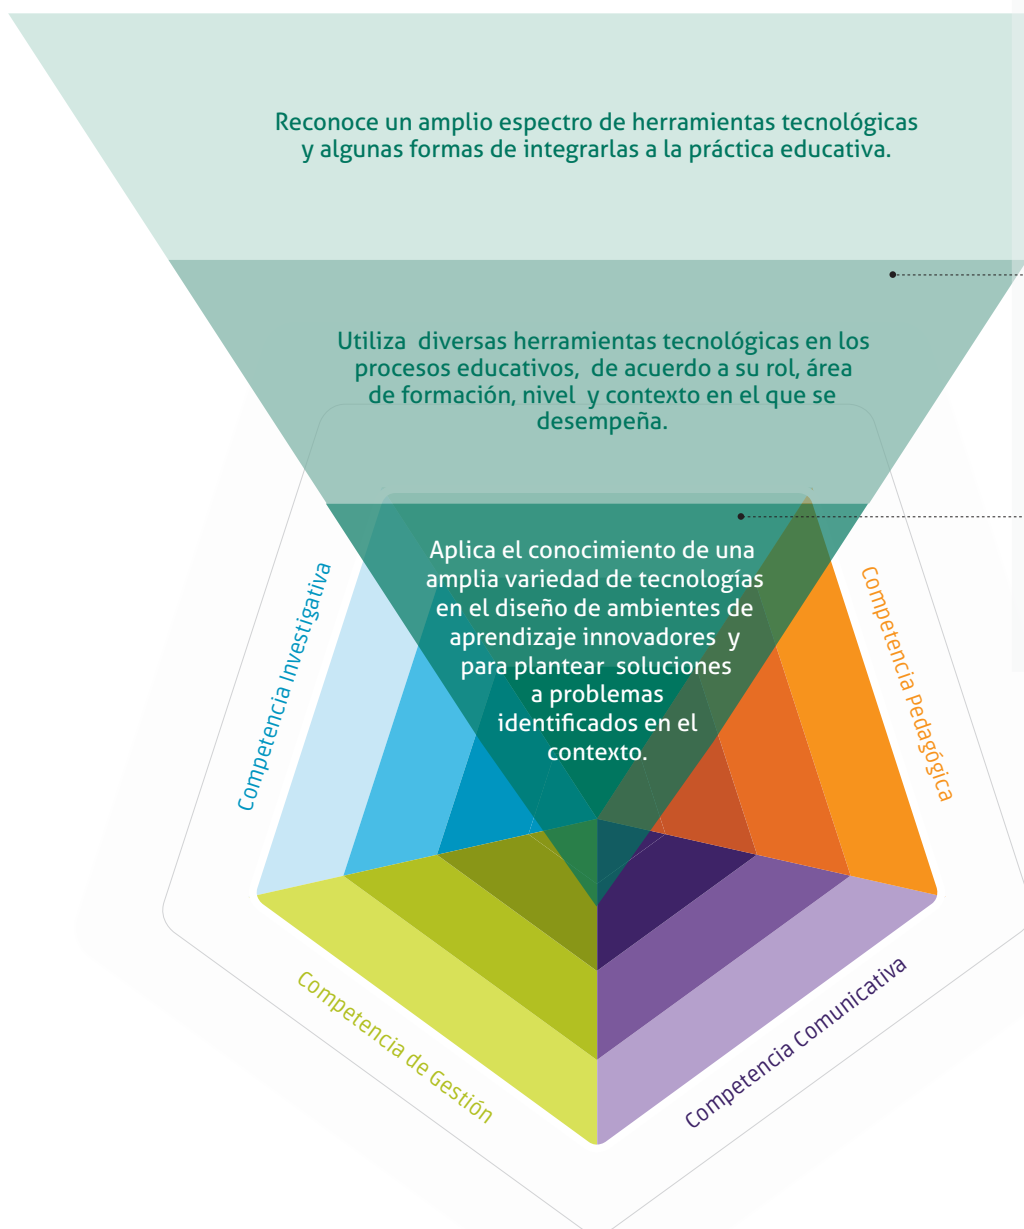 Reconoce un amplio espectro de herramientas tecnológicas
y algunas formas de integrarlas a la práctica educativa.
Utiliza diversas herramientas tecnológicas en los
procesos educativos, de acuerdo a su rol, área
de formación, nivel y contexto en el que se
desempeña.
Aplica el conocimiento de una
amplia variedad de tecnologías
en el diseño de ambientes de
aprendizaje innovadores y
para plantear soluciones
a problemas
identificados en el
contexto.
Competencia Investigativa
Competencia Pedagógica
Competencia de Gestión
Competencia Comunicativa